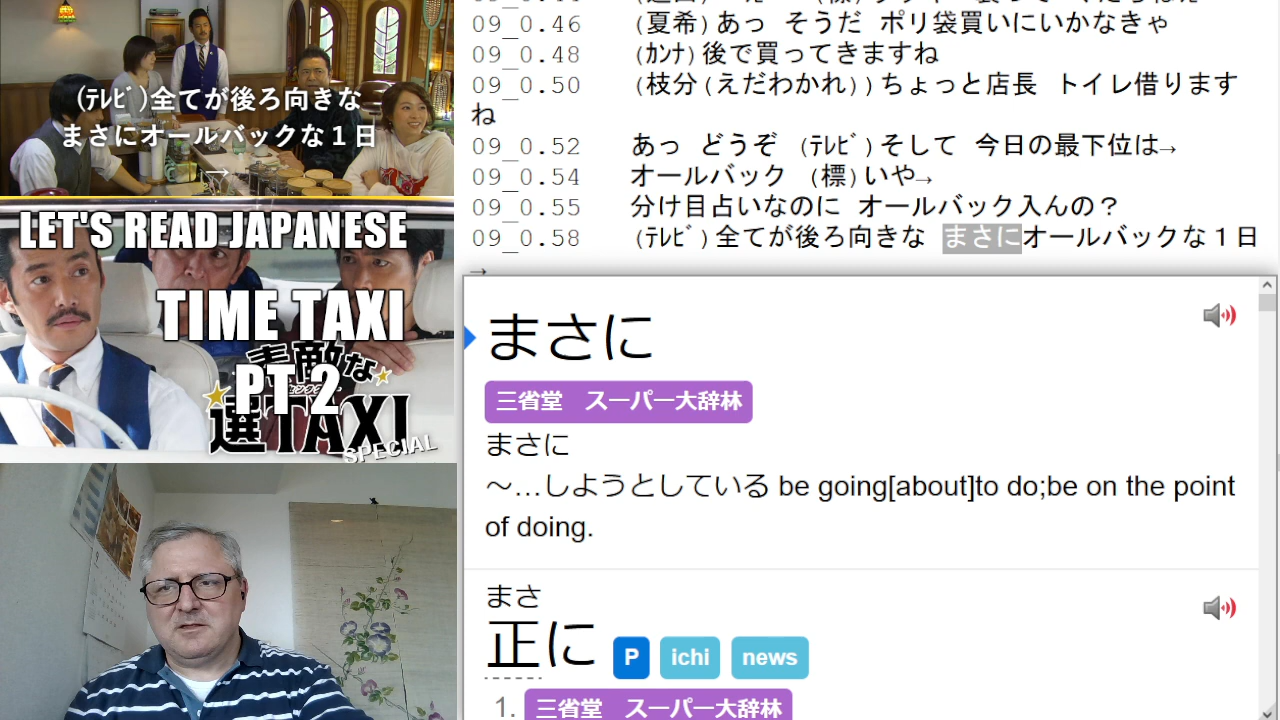 (ﾃﾚﾋﾞ)全てが後ろ向きな
まさにオールバックな１日
→
LET'S READ JAPANESE
TIME TAXI
素敵な
PT 2
選TAXI
SPECIAL
09_0.46 (夏希)あっ そうだ ポリ袋買いにいかなきゃ
09_0.48 (ｶﾝﾅ)後で買ってきますね
09_0.50 (枝分(えだわかれ))ちょっと店長 トイレ借ります
ね
09_0.52 あっ どうぞ (ﾃﾚﾋﾞ)そして 今日の最下位は→
09_0.54 オールバック (標)いや→
09_0.55 分け目占いなのに オールバック入んの？
09_0.58 (ﾃﾚﾋﾞ)全てが後ろ向きな まさにオールバックな１日
→
まさに
三省堂 スーパー大辞林
まさに
〜…しようとしている be going[about]to do;be on the point
of doing.
まさ
正に P ichi news
1. 三省堂 スーパー大辞林